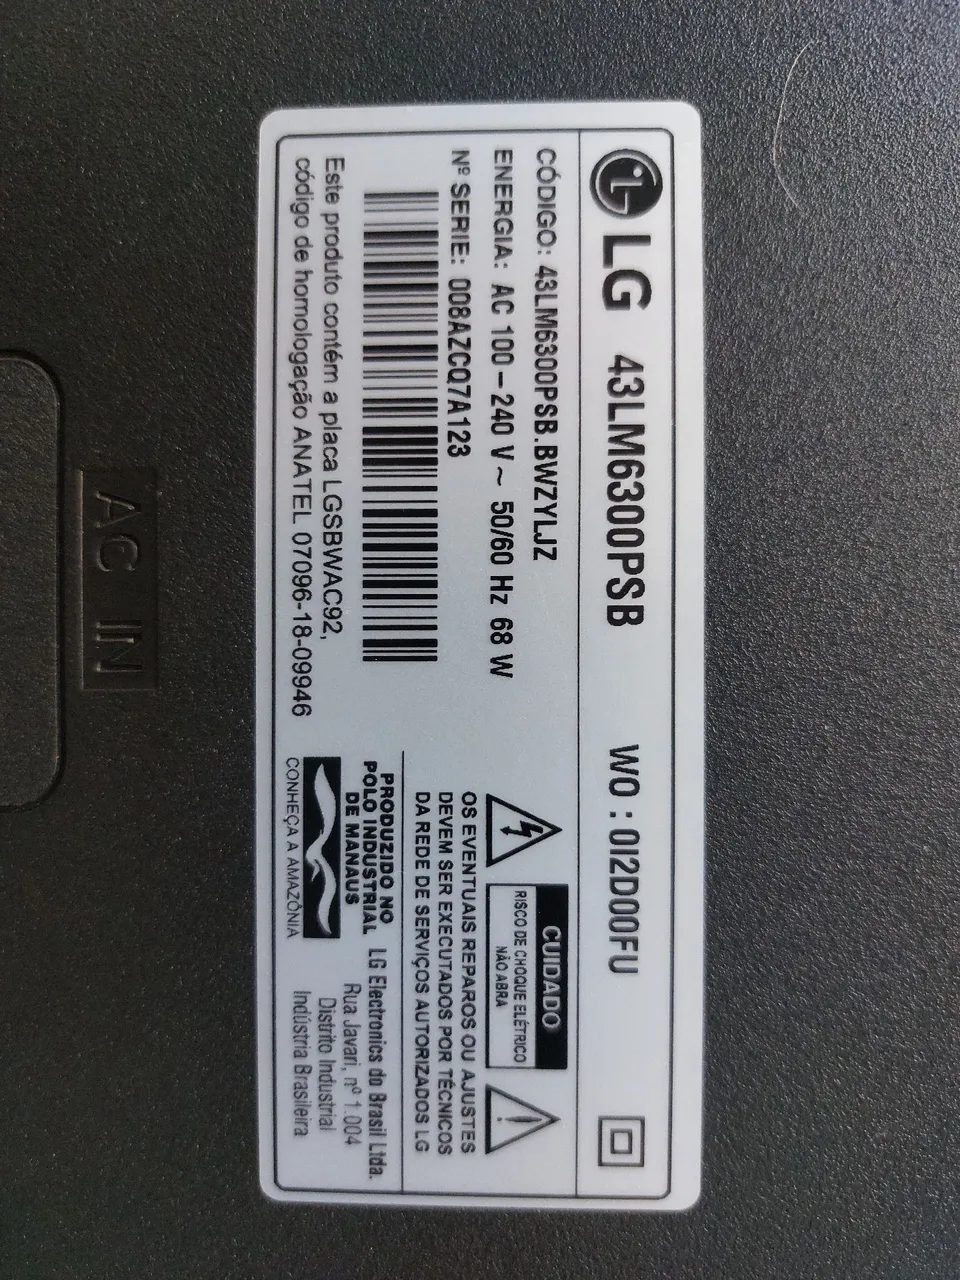 LG 43LM6300PSB WO : 0I2D00FU
CÓDIGO: 43LM6300PSB.BWZYLJZ
ENERGIA: AC 100 – 240 V ~ 50/60 Hz 68 W
Nº SERIE: 008AZCQ7A123
Este produto contém a placa LGSBWAC92,
código de homologação ANATEL 07096-18-09946
CUIDADO
RISCO DE CHOQUE ELÉTRICO
NÃO ABRA
OS EVENTUAIS REPAROS OU AJUSTES
DEVEM SER EXECUTADOS POR TÉCNICOS
DA REDE DE SERVIÇOS AUTORIZADOS LG
PRODUZIDO NO
POLO INDUSTRIAL
DE MANAUS
CONHEÇA A AMAZÔNIA
LG Electronics do Brasil Ltda.
Rua Javari, nº 1.004
Distrito Industrial
Indústria Brasileira
AC IN